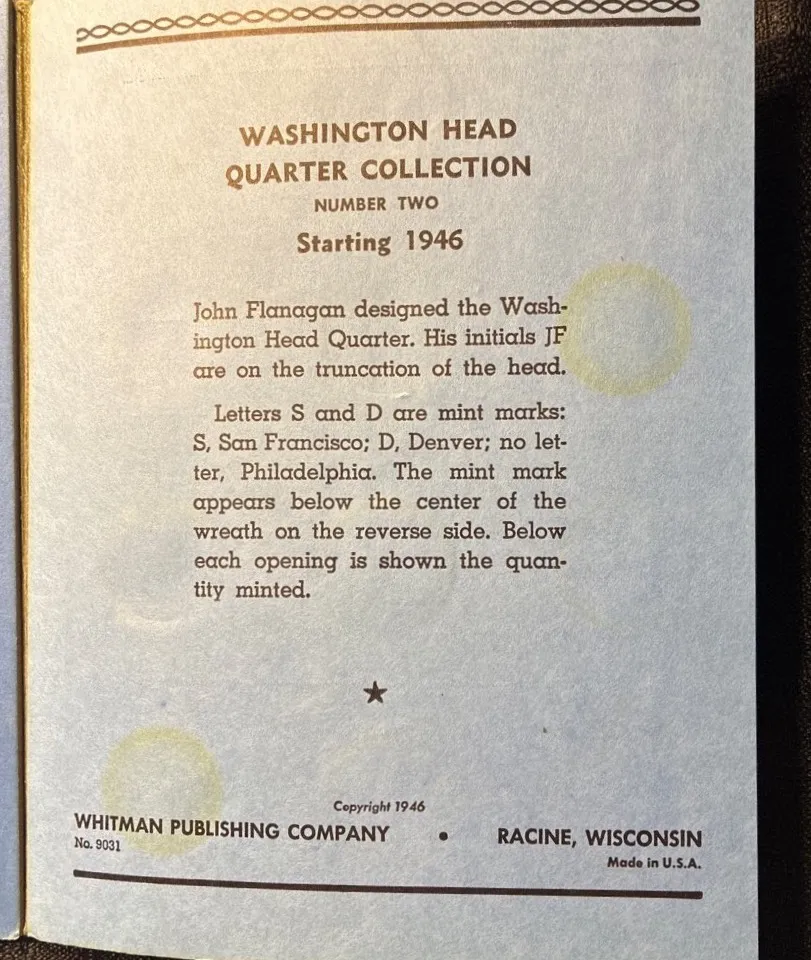 WASHINGTON HEAD
QUARTER COLLECTION
NUMBER TWO
Starting 1946
John Flanagan designed the Wash-
ington Head Quarter. His initials JF
are on the truncation of the head.
Letters S and D are mint marks:
S, San Francisco; D, Denver; no let-
ter, Philadelphia. The mint mark
appears below the center of the
wreath on the reverse side. Below
each opening is shown the quan-
tity minted.
Copyright 1946
WHITMAN PUBLISHING COMPANY • RACINE, WISCONSIN
No. 9031
Made in U.S.A.